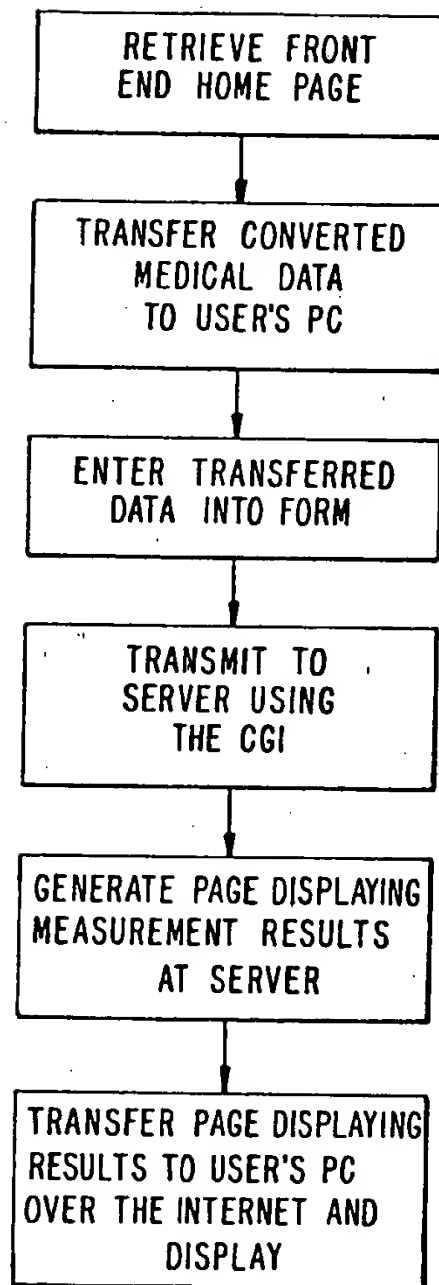 RETRIEVE FRONT
END HOME PAGE
TRANSFER CONVERTED
MEDICAL DATA
TO USER'S PC
ENTER TRANSFERRED
DATA INTO FORM
TRANSMIT TO
SERVER USING
THE CGI
GENERATE PAGE DISPLAYING
MEASUREMENT RESULTS
AT SERVER
TRANSFER PAGE DISPLAYING
RESULTS TO USER'S PC
OVER THE INTERNET AND
DISPLAY